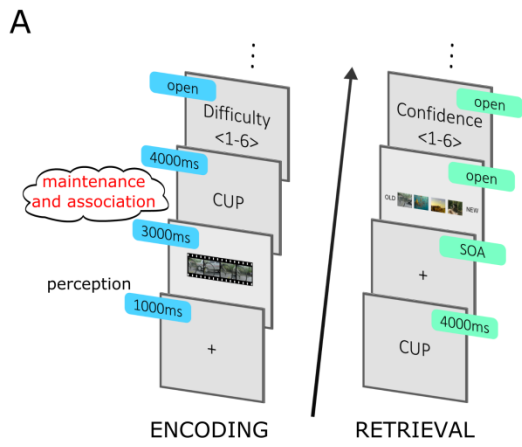 A
open
Difficulty
<1-6>
4000ms
CUP
maintenance
and association
3000ms
perception
1000ms
+
ENCODING
open
Confidence
<1-6>
open
OLD
NEW
SOA
+
4000ms
CUP
RETRIEVAL